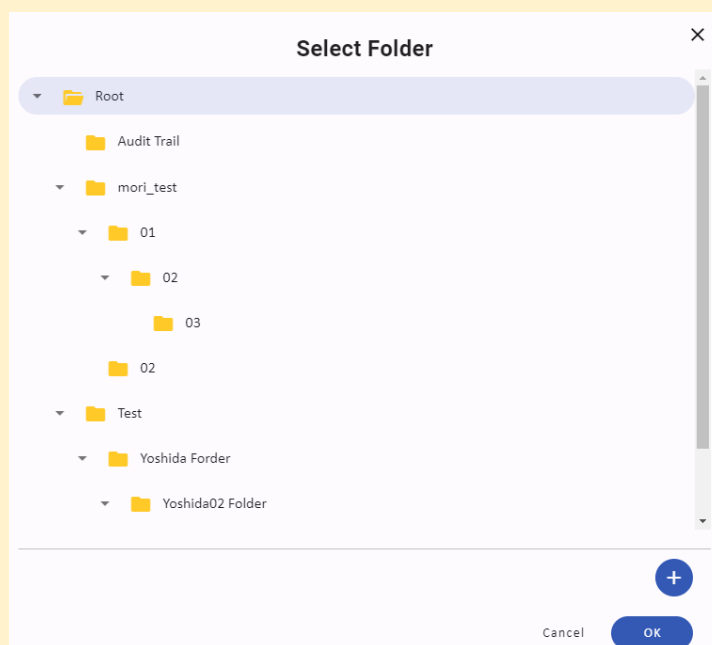 Select Folder
Root
Audit Trail
mori_test
01
02
03
02
Test
Yoshida Forder
Yoshida02 Folder
Cancel
OK